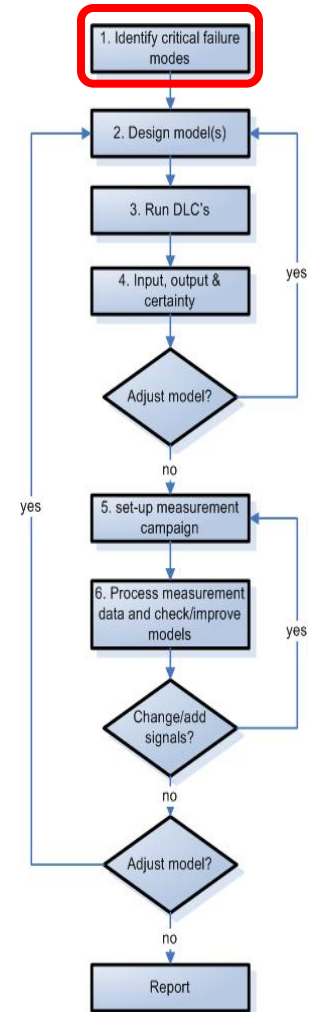 1. Identify critical failure
modes
2. Design model(s)
3. Run DLC's
4. Input, output &
certainty
yes
Adjust model?
no
yes
5. set-up measurement
campaign
6. Process measurement
data and check/improve
models
yes
Change/add
signals?
no
Adjust model?
no
Report